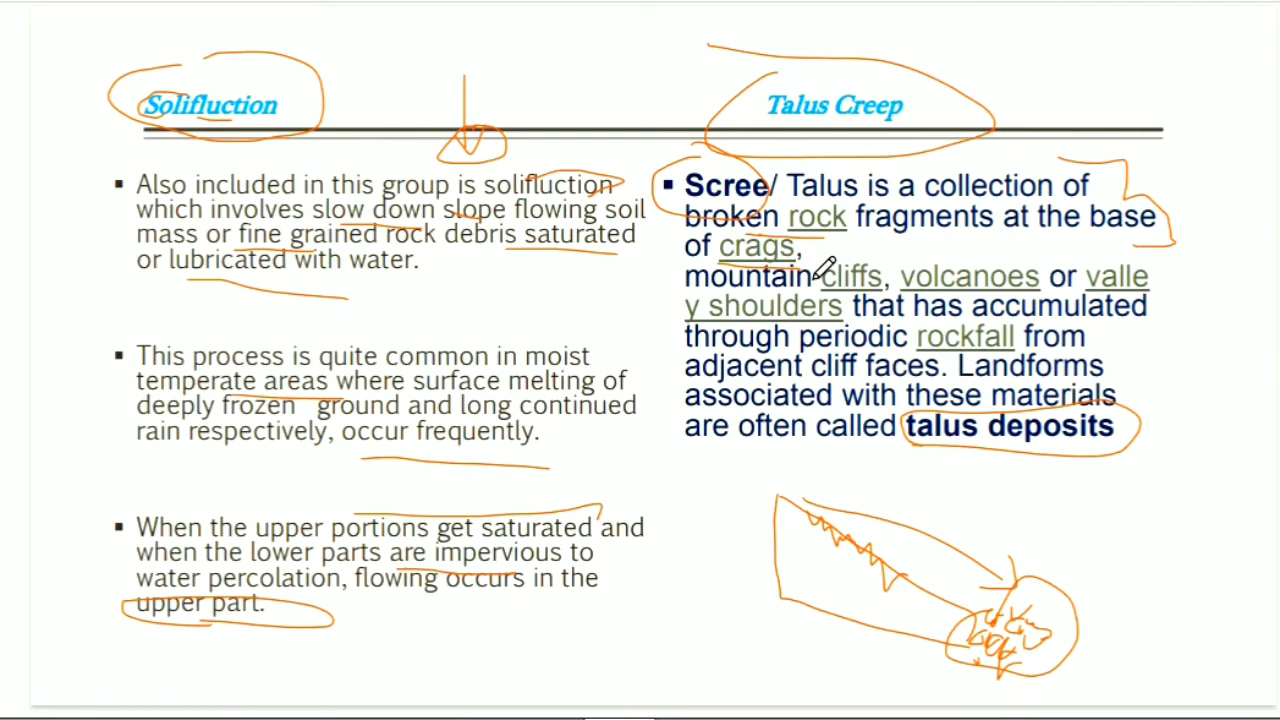 Solifluction
▪ Also included in this group is solifluction
which involves slow down slope flowing soil
mass or fine grained rock debris saturated
or lubricated with water.
▪ This process is quite common in moist
temperate areas where surface melting of
deeply frozen ground and long continued
rain respectively, occur frequently.
▪ When the upper portions get saturated and
when the lower parts are impervious to
water percolation, flowing occurs in the
upper part.
Talus Creep
▪ Scree/ Talus is a collection of
broken rock fragments at the base
of crags,
mountain cliffs, volcanoes or valle
y shoulders that has accumulated
through periodic rockfall from
adjacent cliff faces. Landforms
associated with these materials
are often called talus deposits